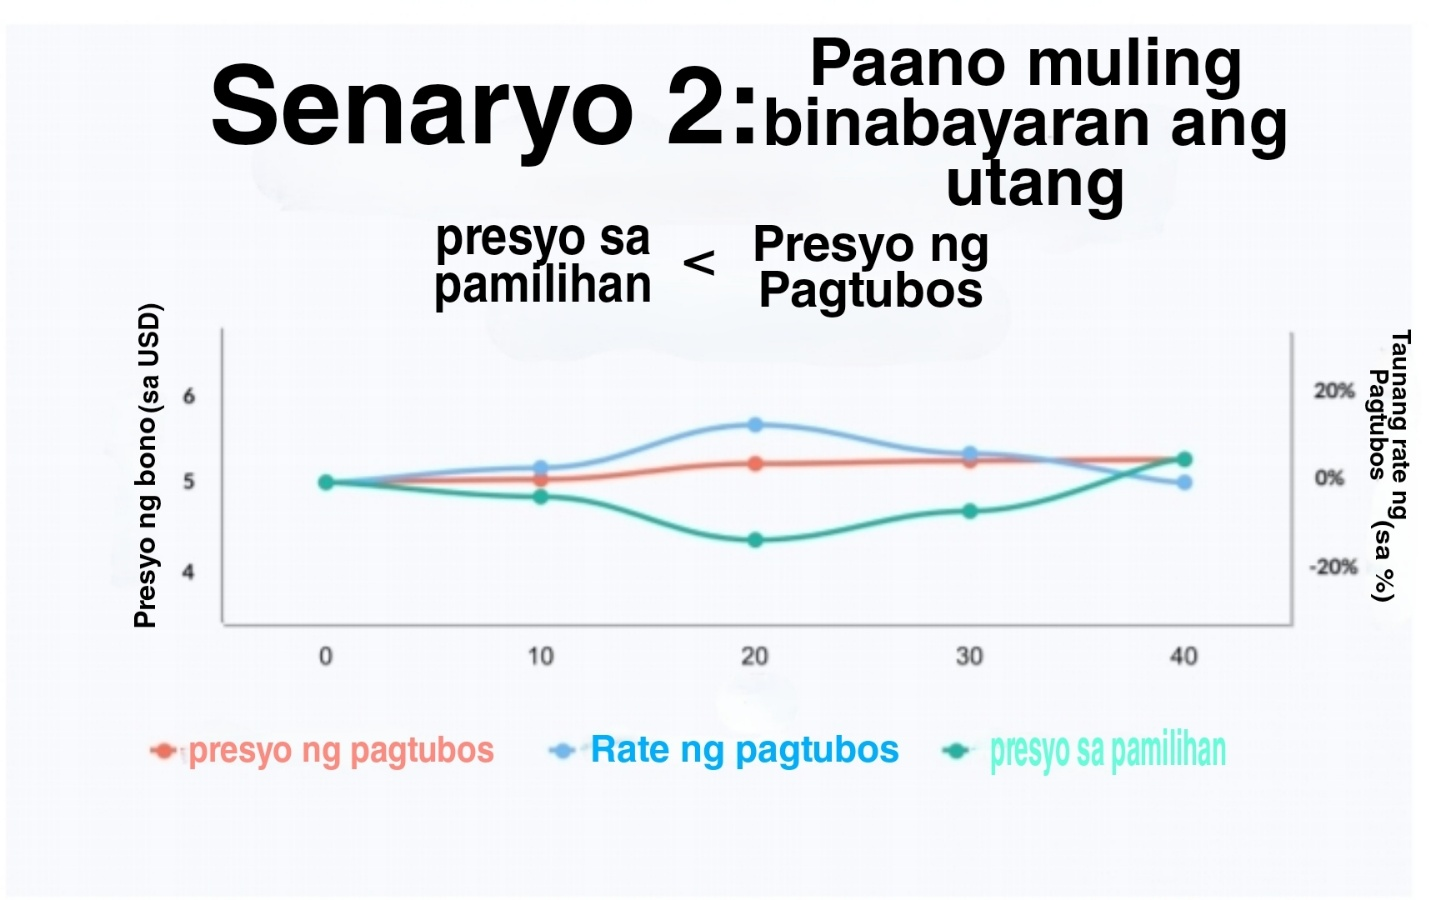 Senaryo 2:
Paano muling
binabayaran ang
utang
presyo sa
pamilihan
<
Presyo ng
Pagtubos
Presyo ng bono(sa USD)
6
5
4
Taunang rate ng
Pagtubos
(sa %)
20%
0%
-20%
0 10 20 30 40
presyo ng pagtubos Rate ng pagtubos presyo sa pamilihan